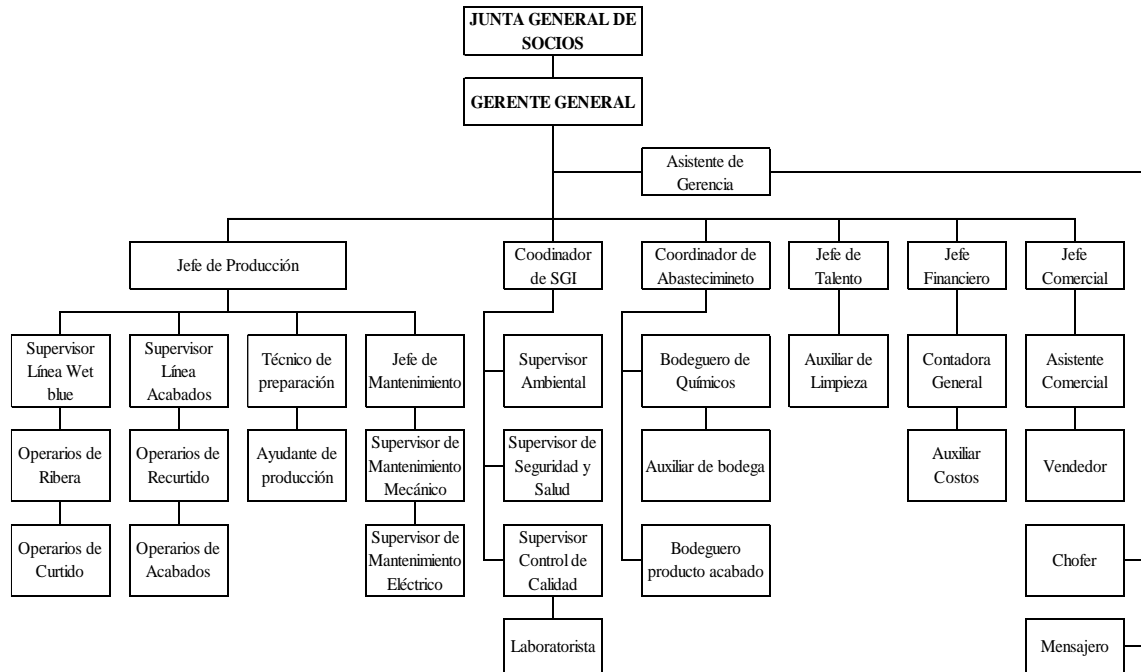 JUNTA GENERAL DE
SOCIOS
GERENTE GENERAL
Asistente de
Gerencia
Jefe de Producción
Coodinador
de SGI
Coordinador de
Abastecimineto
Jefe de
Talento
Jefe
Financiero
Jefe
Comercial
Supervisor
Línea Wet
blue
Supervisor
Línea
Acabados
Técnico de
preparación
Jefe de
Mantenimiento
Supervisor
Ambiental
Bodeguero de
Químicos
Auxiliar de
Limpieza
Contadora
General
Asistente
Comercial
Operarios de
Ribera
Operarios de
Recurtido
Ayudante de
producción
Supervisor de
Mantenimiento
Mecánico
Supervisor de
Seguridad y
Salud
Auxiliar de bodega
Auxiliar
Costos
Vendedor
Operarios de
Curtido
Operarios de
Acabados
Supervisor de
Mantenimiento
Eléctrico
Supervisor
Control de
Calidad
Bodeguero
producto acabado
Chofer
Laboratorista
Mensajero